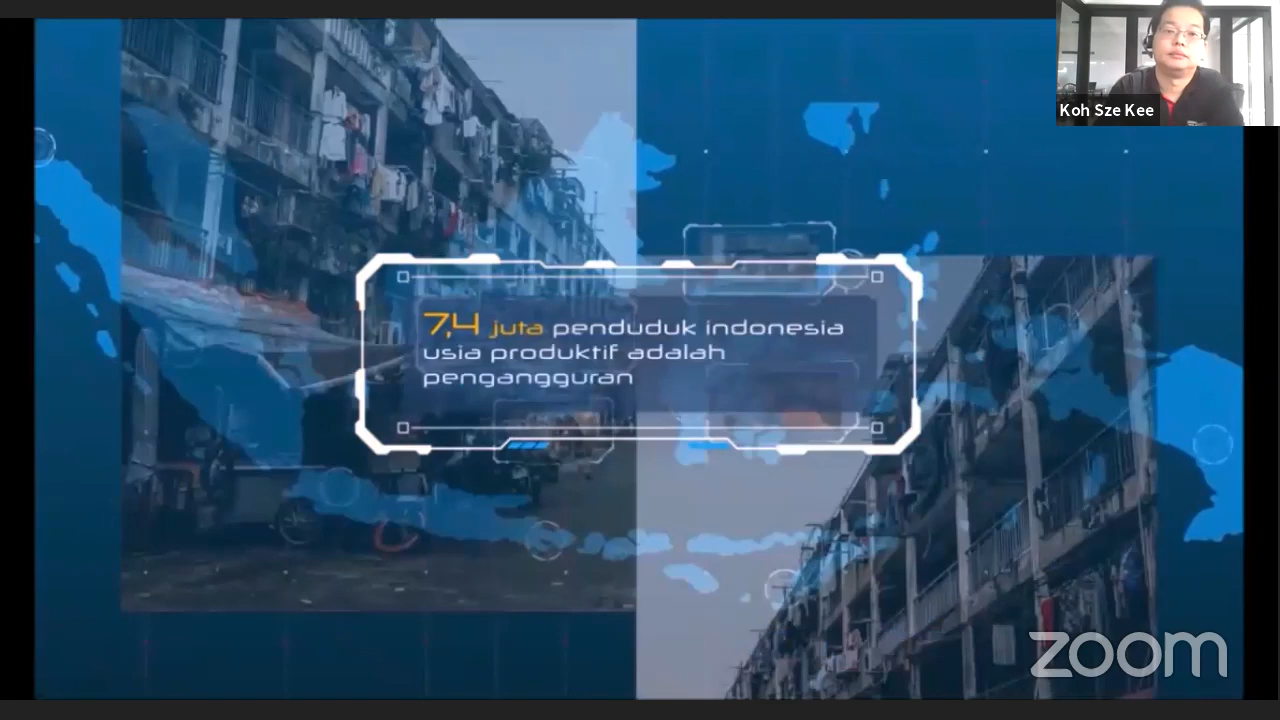 Koh Sze Kee
7,4 juta penduduk indonesia
usia produktif adalah
pengangguran
zoom